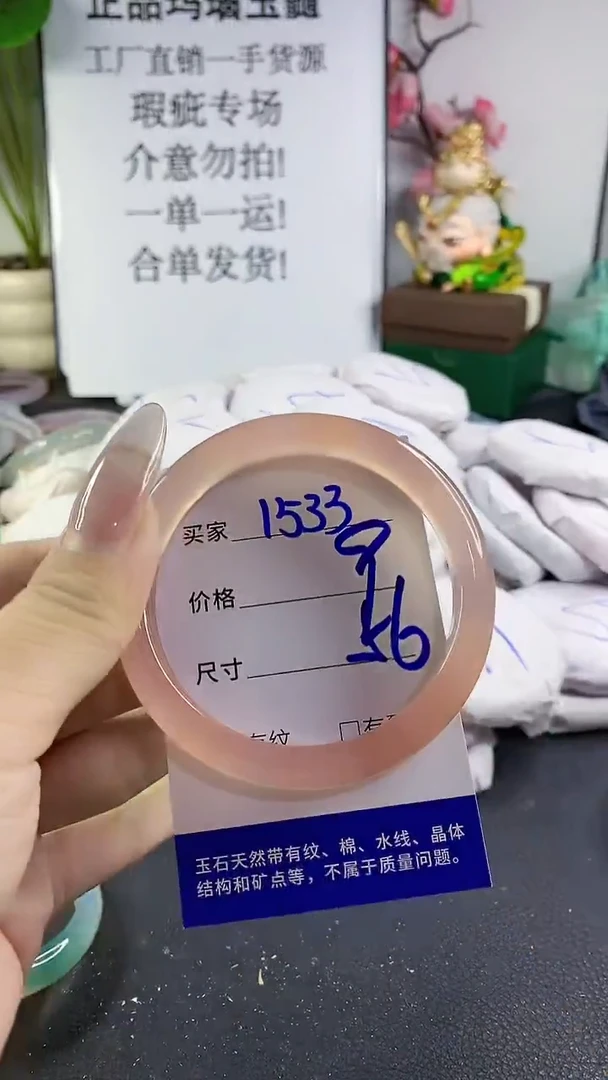 正品玛瑙玉髓
工厂直销一手货源
瑕疵专场
介意勿拍!
一单一运!
合单发货!
买家 1533
价格
尺寸 56
有纹 □有
玉石天然带有纹、棉、水线、晶体
结构和矿点等，不属于质量问题。